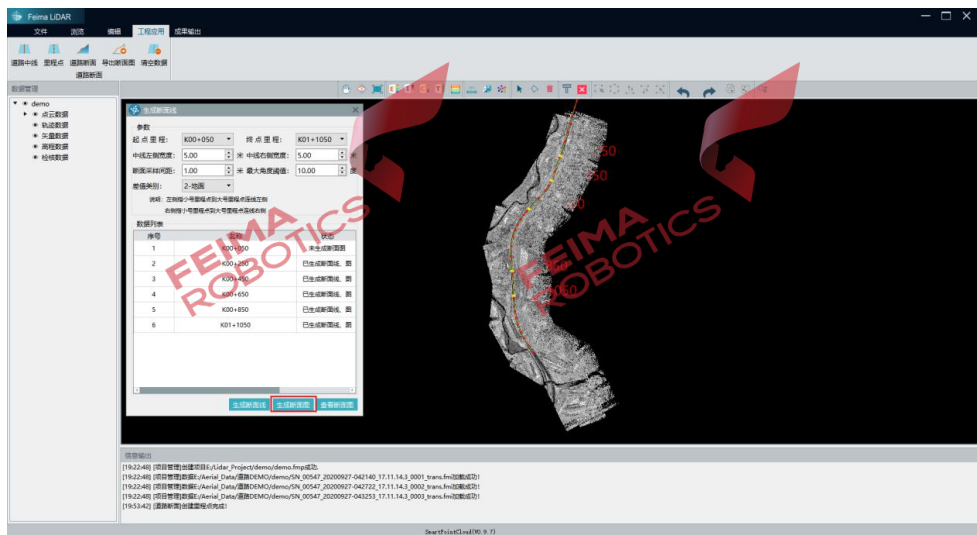 Feima LiDAR
文件 浏览 编辑 工程应用 成果输出
道路中线 里程点 道路断面 导出断面图 清空数据
道路断面
数据管理
demo
点云数据
轨迹数据
矢量数据
高程数据
检核数据
生成断面线
参数
起点里程: K00+050 终点里程: K01+1050
中线左侧宽度: 5.00 米 中线右侧宽度: 5.00 米
断面采样间距: 1.00 米 最大角度阈值: 10.00 度
差值类别: 2-地面
说明: 左侧指小号里程点到大号里程点连线左侧
右侧指小号里程点到大号里程点连线右侧
数据列表
序号 名称 状态
1 K00+050 未生成断面图
2 K00+250 已生成断面线, 图
3 K00+450 已生成断面线, 图
4 K00+650 已生成断面线, 图
5 K00+850 已生成断面线, 图
6 K01+1050 已生成断面线, 图
生成断面线 生成断面图 查看断面图
FEIMA
ROBOTICS
FEIMA
ROBOTICS
信息输出
[19:22:48] [项目管理]创建项目E:/Lidar_Project/demo/demo.fmp成功.
[19:22:48] [项目管理]数据E:/Aerial_Data/道路DEMO/demo/SN_00547_20200927-042140_17.11.14.3_0001_trans.fmi加载成功!
[19:22:48] [项目管理]数据E:/Aerial_Data/道路DEMO/demo/SN_00547_20200927-042722_17.11.14.3_0002_trans.fmi加载成功!
[19:22:48] [项目管理]数据E:/Aerial_Data/道路DEMO/demo/SN_00547_20200927-043253_17.11.14.3_0003_trans.fmi加载成功!
[19:53:42] [道路断面]创建里程点完成!
SmartPointCloud(V0.9.7)